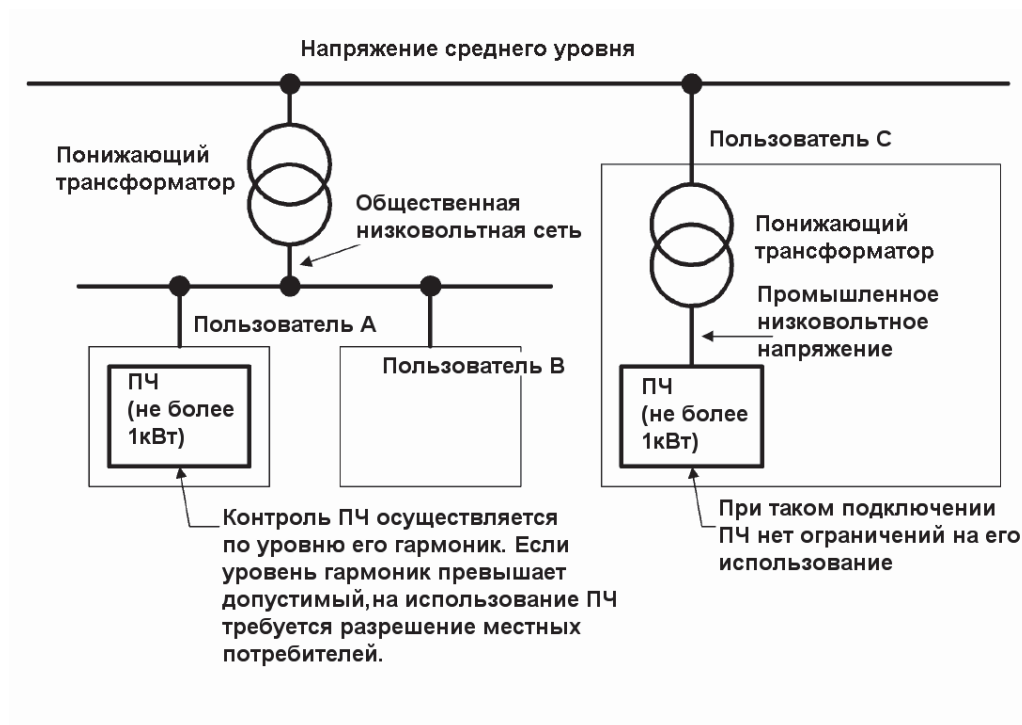 Напряжение среднего уровня
Понижающий
трансформатор
Общественная
низковольтная сеть
Пользователь А
Пользователь В
ПЧ
(не более
1кВт)
Контроль ПЧ осуществляется
по уровню его гармоник. Если
уровень гармоник превышает
допустимый,на использование ПЧ
требуется разрешение местных
потребителей.
Пользователь С
Понижающий
трансформатор
Промышленное
низковольтное
напряжение
ПЧ
(не более
1кВт)
При таком подключении
ПЧ нет ограничений на его
использование